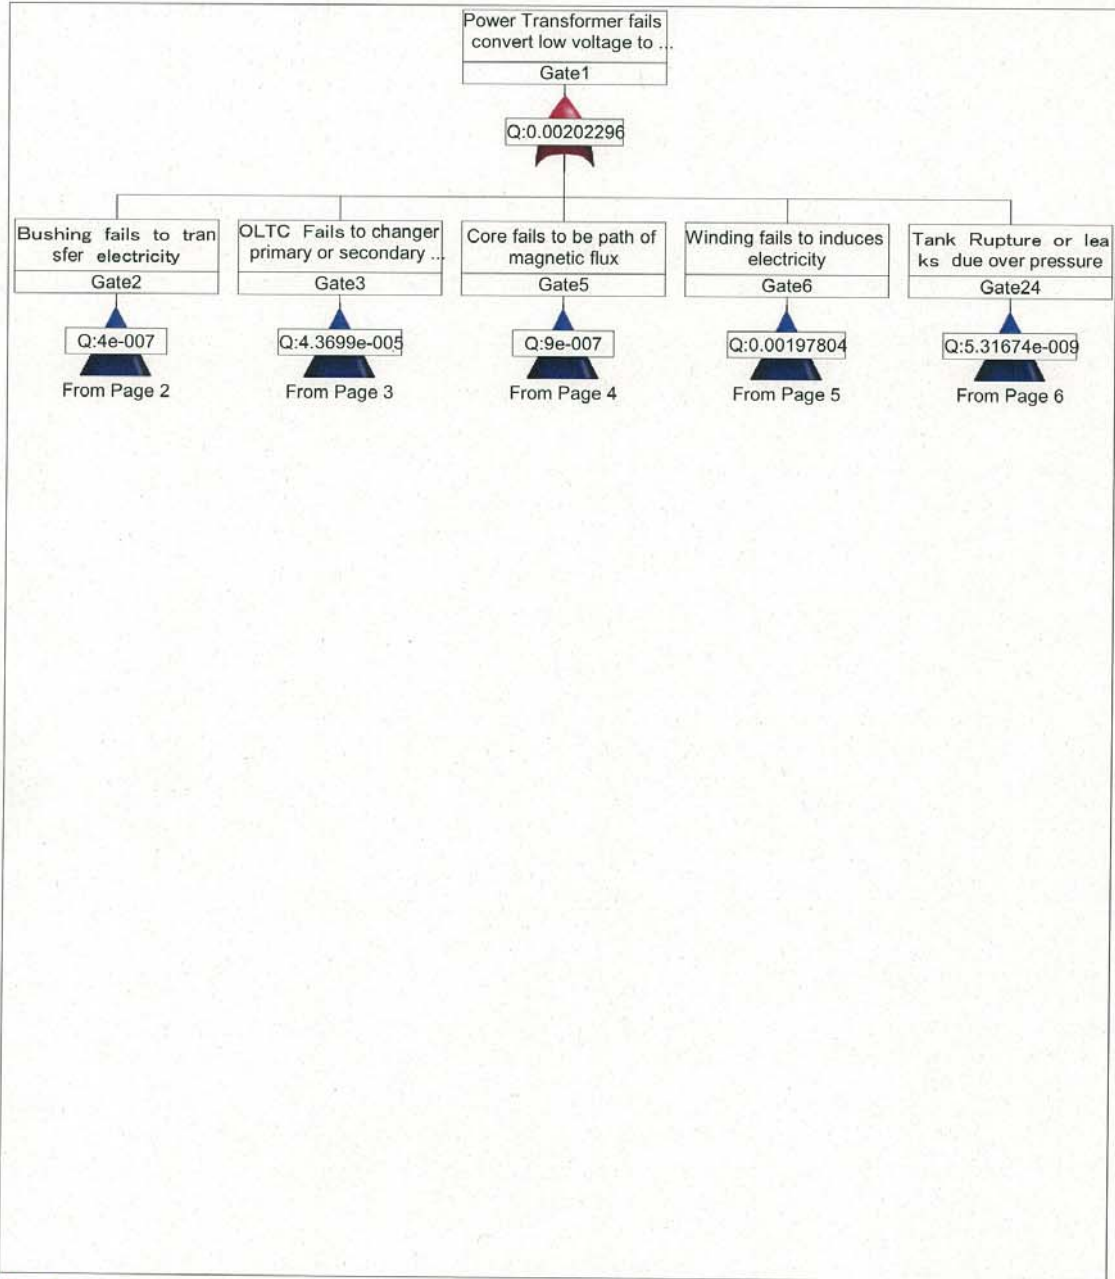 Power Transformer fails
convert low voltage to ...
Gate1
Q:0.00202296
Bushing fails to tran
sfer electricity
Gate2
Q:4e-007
From Page 2
OLTC Fails to changer
primary or secondary ...
Gate3
Q:4.3699e-005
From Page 3
Core fails to be path of
magnetic flux
Gate5
Q:9e-007
From Page 4
Winding fails to induces
electricity
Gate6
Q:0.00197804
From Page 5
Tank Rupture or lea
ks due over pressure
Gate24
Q:5.31674e-009
From Page 6